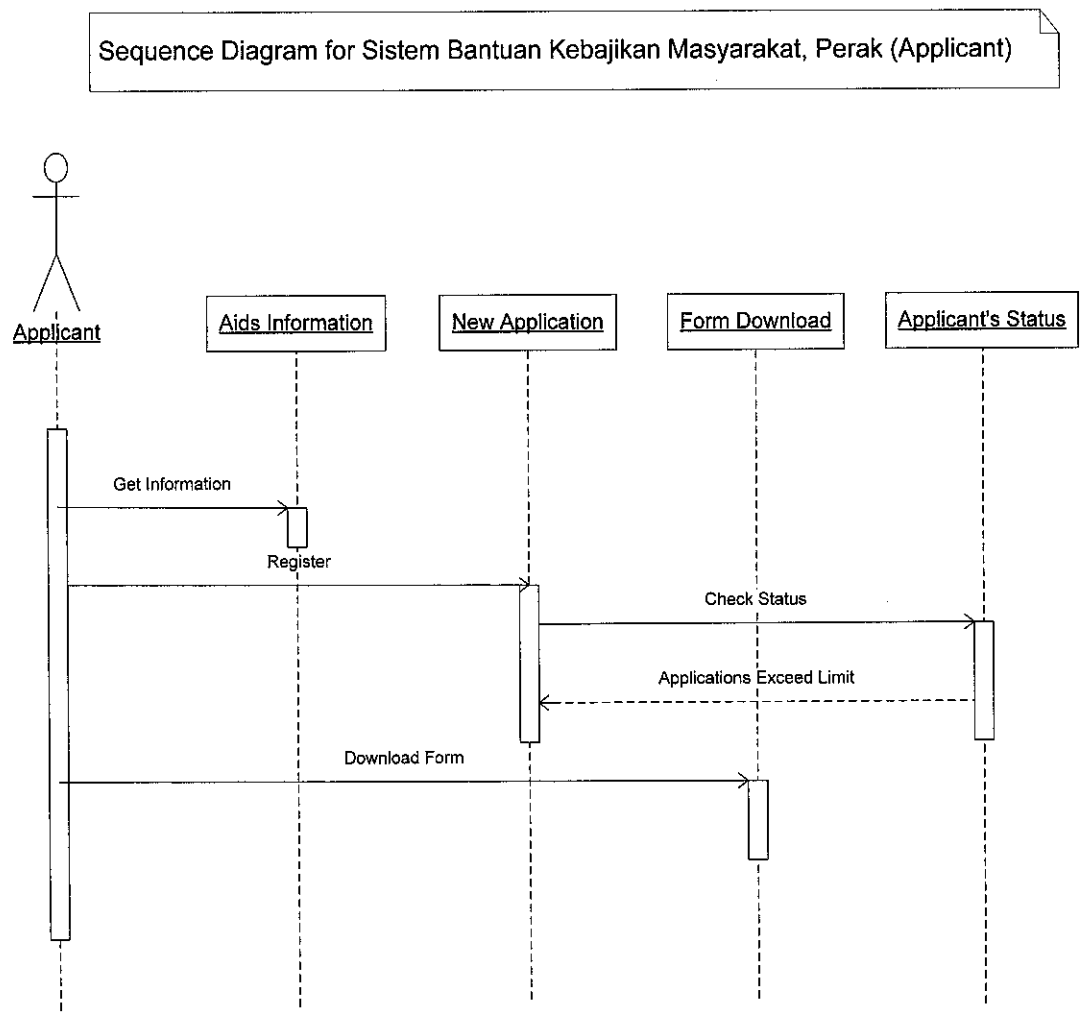 Sequence Diagram for Sistem Bantuan Kebajikan Masyarakat, Perak (Applicant)
Applicant
Aids Information
New Application
Form Download
Applicant's Status
Get Information
Register
Check Status
Applications Exceed Limit
Download Form